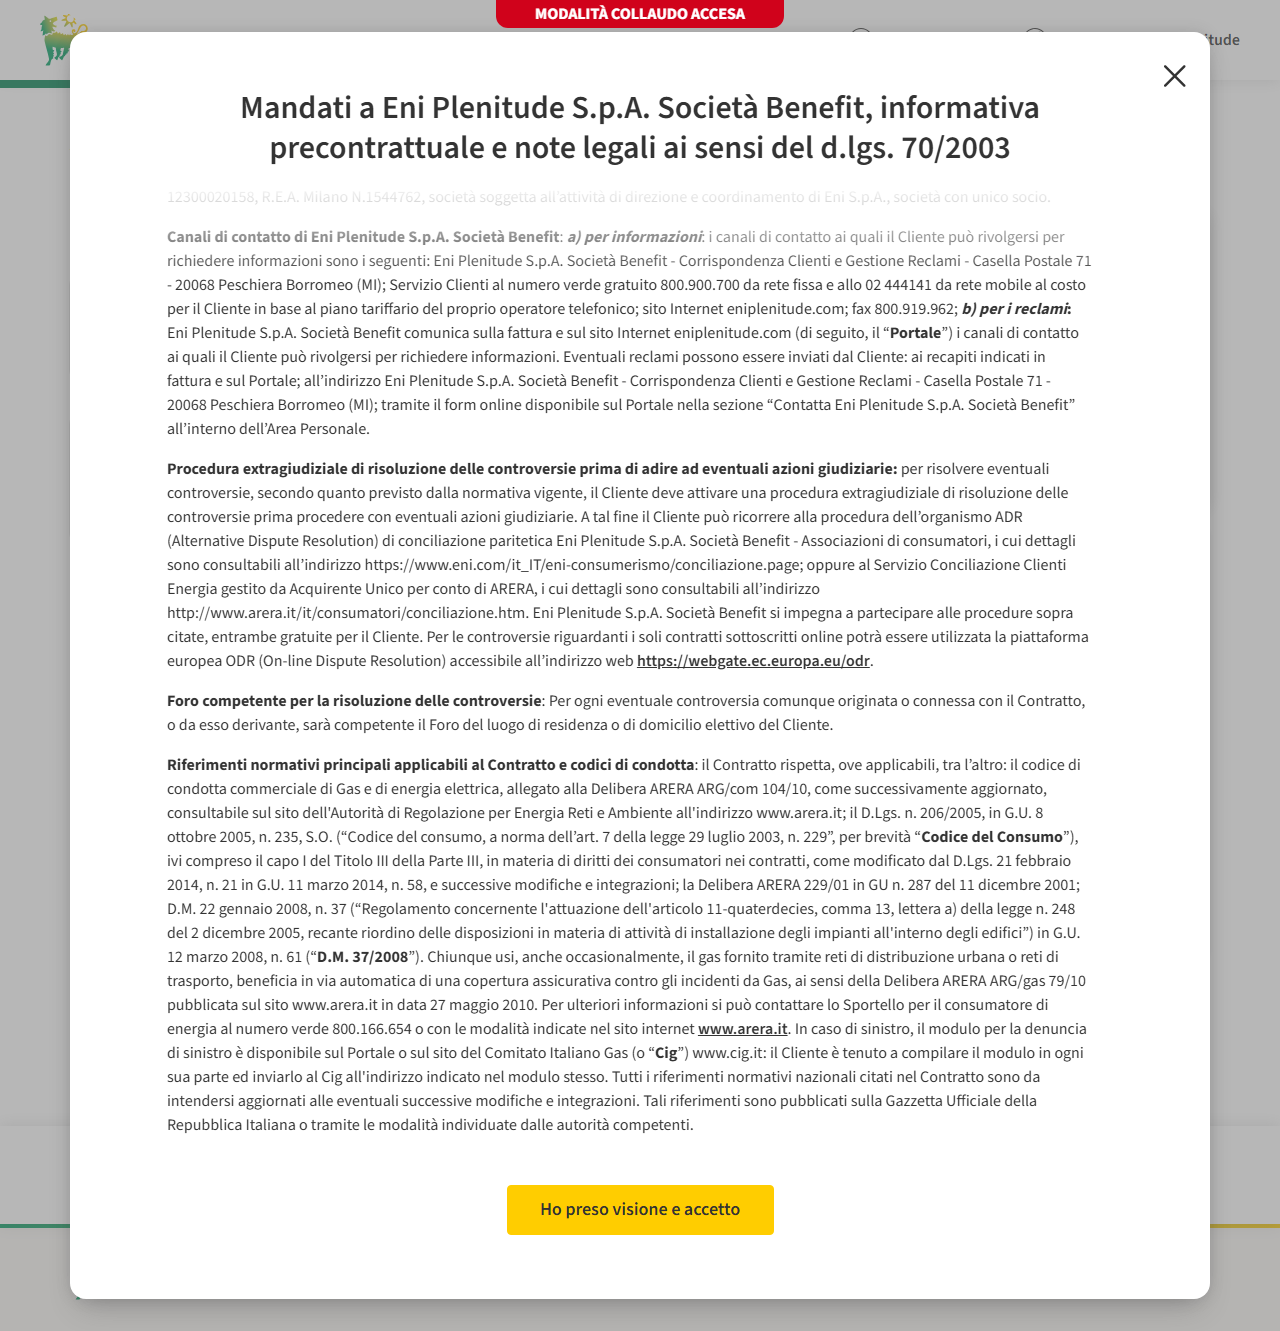 MODALITÀ COLLAUDO ACCESA
itude
Mandati a Eni Plenitude S.p.A. Società Benefit, informativa
precontrattuale e note legali ai sensi del d.lgs. 70/2003
12300020158, R.E.A. Milano N.1544762, società soggetta all’attività di direzione e coordinamento di Eni S.p.A., società con unico socio.
Canali di contatto di Eni Plenitude S.p.A. Società Benefit: a) per informazioni: i canali di contatto ai quali il Cliente può rivolgersi per
richiedere informazioni sono i seguenti: Eni Plenitude S.p.A. Società Benefit - Corrispondenza Clienti e Gestione Reclami - Casella Postale 71
- 20068 Peschiera Borromeo (MI); Servizio Clienti al numero verde gratuito 800.900.700 da rete fissa e allo 02 444141 da rete mobile al costo
per il Cliente in base al piano tariffario del proprio operatore telefonico; sito Internet eniplenitude.com; fax 800.919.962; b) per i reclami:
Eni Plenitude S.p.A. Società Benefit comunica sulla fattura e sul sito Internet eniplenitude.com (di seguito, il “Portale”) i canali di contatto
ai quali il Cliente può rivolgersi per richiedere informazioni. Eventuali reclami possono essere inviati dal Cliente: ai recapiti indicati in
fattura e sul Portale; all’indirizzo Eni Plenitude S.p.A. Società Benefit - Corrispondenza Clienti e Gestione Reclami - Casella Postale 71 -
20068 Peschiera Borromeo (MI); tramite il form online disponibile sul Portale nella sezione “Contatta Eni Plenitude S.p.A. Società Benefit”
all’interno dell’Area Personale.
Procedura extragiudiziale di risoluzione delle controversie prima di adire ad eventuali azioni giudiziarie: per risolvere eventuali
controversie, secondo quanto previsto dalla normativa vigente, il Cliente deve attivare una procedura extragiudiziale di risoluzione delle
controversie prima procedere con eventuali azioni giudiziarie. A tal fine il Cliente può ricorrere alla procedura dell’organismo ADR
(Alternative Dispute Resolution) di conciliazione paritetica Eni Plenitude S.p.A. Società Benefit - Associazioni di consumatori, i cui dettagli
sono consultabili all’indirizzo https://www.eni.com/it_IT/eni-consumerismo/conciliazione.page; oppure al Servizio Conciliazione Clienti
Energia gestito da Acquirente Unico per conto di ARERA, i cui dettagli sono consultabili all’indirizzo
http://www.arera.it/it/consumatori/conciliazione.htm. Eni Plenitude S.p.A. Società Benefit si impegna a partecipare alle procedure sopra
citate, entrambe gratuite per il Cliente. Per le controversie riguardanti i soli contratti sottoscritti online potrà essere utilizzata la piattaforma
europea ODR (On-line Dispute Resolution) accessibile all’indirizzo web https://webgate.ec.europa.eu/odr.
Foro competente per la risoluzione delle controversie: Per ogni eventuale controversia comunque originata o connessa con il Contratto,
o da esso derivante, sarà competente il Foro del luogo di residenza o di domicilio elettivo del Cliente.
Riferimenti normativi principali applicabili al Contratto e codici di condotta: il Contratto rispetta, ove applicabili, tra l’altro: il codice di
condotta commerciale di Gas e di energia elettrica, allegato alla Delibera ARERA ARG/com 104/10, come successivamente aggiornato,
consultabile sul sito dell'Autorità di Regolazione per Energia Reti e Ambiente all'indirizzo www.arera.it; il D.Lgs. n. 206/2005, in G.U. 8
ottobre 2005, n. 235, S.O. (“Codice del consumo, a norma dell’art. 7 della legge 29 luglio 2003, n. 229”, per brevità “Codice del Consumo”),
ivi compreso il capo I del Titolo III della Parte III, in materia di diritti dei consumatori nei contratti, come modificato dal D.Lgs. 21 febbraio
2014, n. 21 in G.U. 11 marzo 2014, n. 58, e successive modifiche e integrazioni; la Delibera ARERA 229/01 in GU n. 287 del 11 dicembre 2001;
D.M. 22 gennaio 2008, n. 37 (“Regolamento concernente l'attuazione dell'articolo 11-quaterdecies, comma 13, lettera a) della legge n. 248
del 2 dicembre 2005, recante riordino delle disposizioni in materia di attività di installazione degli impianti all'interno degli edifici”) in G.U.
12 marzo 2008, n. 61 (“D.M. 37/2008”). Chiunque usi, anche occasionalmente, il gas fornito tramite reti di distribuzione urbana o reti di
trasporto, beneficia in via automatica di una copertura assicurativa contro gli incidenti da Gas, ai sensi della Delibera ARERA ARG/gas 79/10
pubblicata sul sito www.arera.it in data 27 maggio 2010. Per ulteriori informazioni si può contattare lo Sportello per il consumatore di
energia al numero verde 800.166.654 o con le modalità indicate nel sito internet www.arera.it. In caso di sinistro, il modulo per la denuncia
di sinistro è disponibile sul Portale o sul sito del Comitato Italiano Gas (o “Cig”) www.cig.it: il Cliente è tenuto a compilare il modulo in ogni
sua parte ed inviarlo al Cig all'indirizzo indicato nel modulo stesso. Tutti i riferimenti normativi nazionali citati nel Contratto sono da
intendersi aggiornati alle eventuali successive modifiche e integrazioni. Tali riferimenti sono pubblicati sulla Gazzetta Ufficiale della
Repubblica Italiana o tramite le modalità individuate dalle autorità competenti.
Ho preso visione e accetto